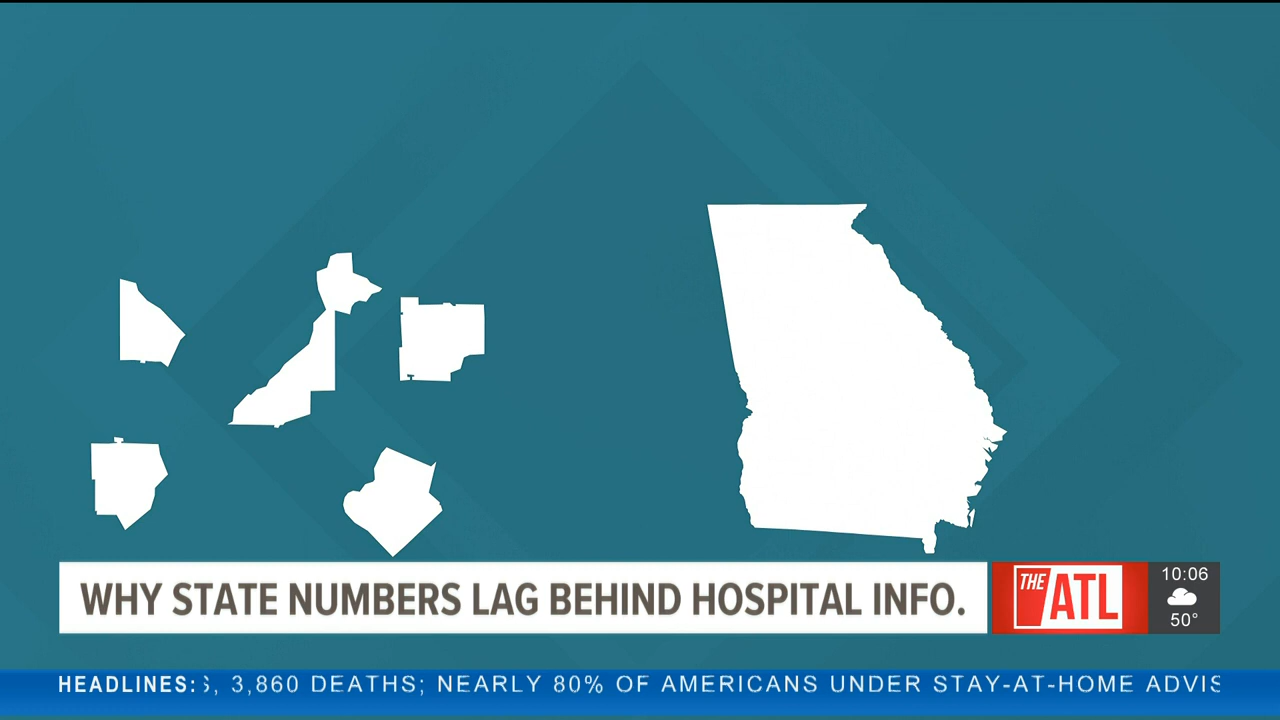 WHY STATE NUMBERS LAG BEHIND HOSPITAL INFO.
THE ATL
10:06
50°
HEADLINES: , 3,860 DEATHS; NEARLY 80% OF AMERICANS UNDER STAY-AT-HOME ADVIS